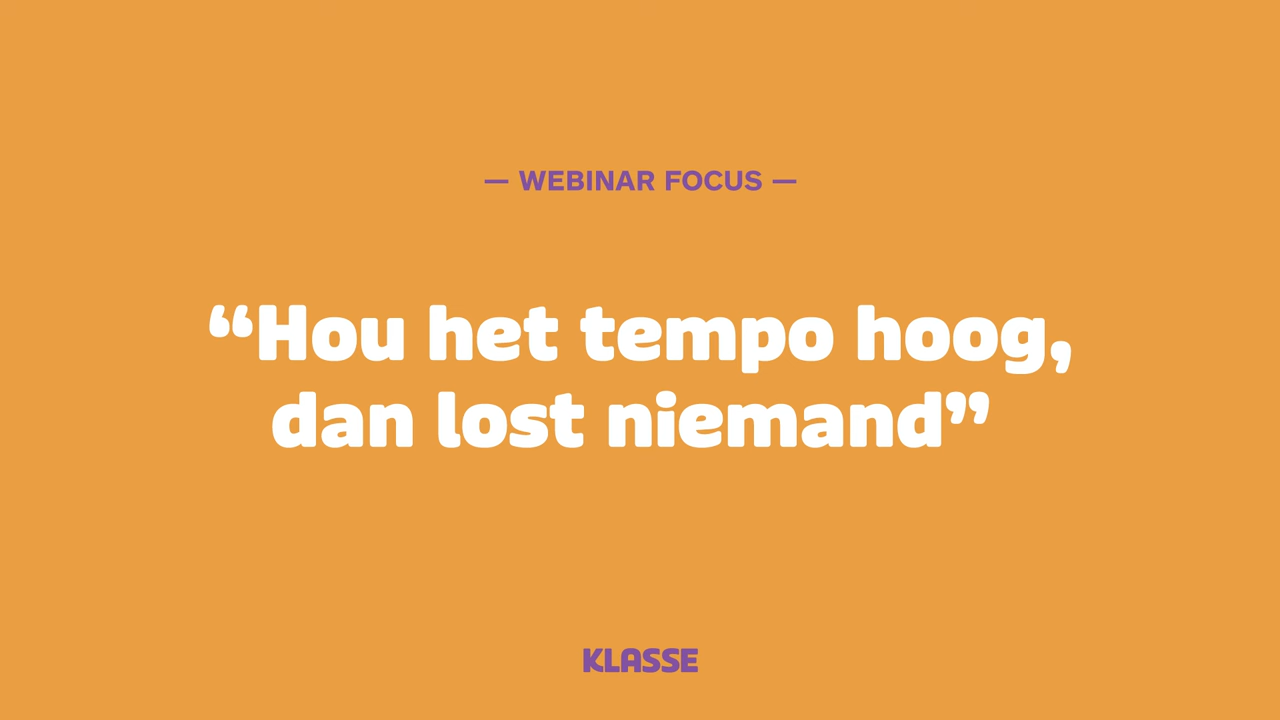 — WEBINAR FOCUS —
“Hou het tempo hoog,
dan lost niemand”
KLASSE